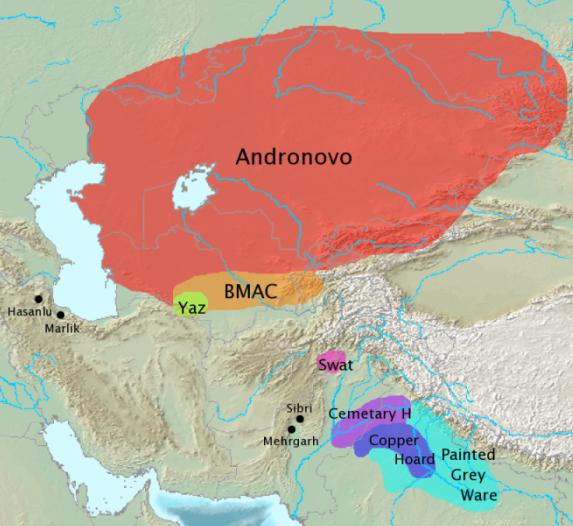 Andronovo
BMAC
Yaz
Hasanlu
Marlik
Swat
Sibri
Mehrgarh
Cemetary H
Copper
Hoard
Painted
Grey
Ware